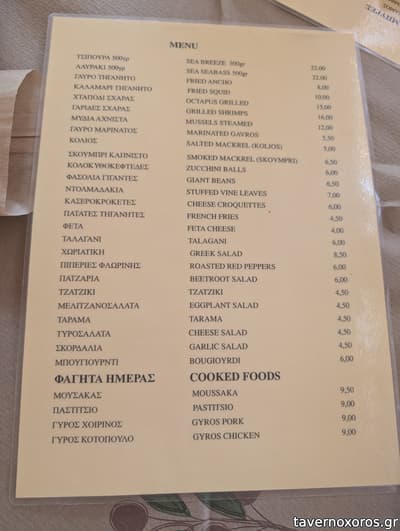 ΜΠΥΡΕΣ
MENU
ΤΣΙΠΟΥΡΑ 500γρ SEA BREEZE 500gr 22.00
ΛΑΥΡΑΚΙ 500γρ SEA SEABASS 500gr 22.00
ΓΑΥΡΟ ΤΗΓΑΝΗΤΟ FRIED ANCHO 8,00
ΚΑΛΑΜΑΡΙ ΤΗΓΑΝΗΤΟ FRIED SQUID 10,00
ΧΤΑΠΟΔΙ ΣΧΑΡΑΣ OCTAPUS GRILLED 15,00
ΓΑΡΙΔΕΣ ΣΧΑΡΑΣ GRILLED SHRIMPS 16,00
ΜΥΔΙΑ ΑΧΝΙΣΤΑ MUSSELS STEAMED 12,00
ΓΑΥΡΟ ΜΑΡΙΝΑΤΟΣ MARINATED GAVROS 5,50
ΚΟΛΙΟΣ SALTED MACKREL (KOLIOS) 5,00
ΣΚΟΥΜΠΡΙ ΚΑΠΝΙΣΤΟ SMOKED MACKREL (SKOUMPRI) 6,50
ΚΟΛΟΚΥΘΟΚΕΦΤΕΔΕΣ ZUCCHINI BALLS 6,00
ΦΑΣΟΛΙΑ ΓΙΓΑΝΤΕΣ GIANT BEANS 6,50
ΝΤΟΛΜΑΔΑΚΙΑ STUFFED VINE LEAVES 7,00
ΚΑΣΕΡΟΚΡΟΚΕΤΕΣ CHEESE CROQUETTES 6,00
ΠΑΤΑΤΕΣ ΤΗΓΑΝΗΤΕΣ FRENCH FRIES 4,50
ΦΕΤΑ FETA CHEESE 4,00
ΤΑΛΑΓΑΝΙ TALAGANI 6,00
ΧΩΡΙΑΤΙΚΗ GREEK SALAD 8,50
ΠΙΠΕΡΙΕΣ ΦΛΩΡΙΝΗΣ ROASTED RED PEPPERS 6,00
ΠΑΤΖΑΡΙΑ BEETROOT SALAD 6,00
ΤΖΑΤΖΙΚΙ TZATZIKI 4,50
ΜΕΛΙΤΖΑΝΟΣΑΛΑΤΑ EGGPLANT SALAD 4,50
ΤΑΡΑΜΑ TARAMA 4,50
ΤΥΡΟΣΑΛΑΤΑ CHEESE SALAD 4,50
ΣΚΟΡΔΑΛΙΑ GARLIC SALAD 4,50
ΜΠΟΥΓΙΟΥΡΝΤΙ BOUGIOYRDI 6,00
ΦΑΓΗΤΑ ΗΜΕΡΑΣ COOKED FOODS
ΜΟΥΣΑΚΑΣ MOUSSAKA 9,50
ΠΑΣΤΙΤΣΙΟ PASTITSIO 9,00
ΓΥΡΟΣ ΧΟΙΡΙΝΟΣ GYROS PORK 9,00
ΓΥΡΟΣ ΚΟΤΟΠΟΥΛΟ GYROS CHICKEN 9,00
tavernoxoros.gr